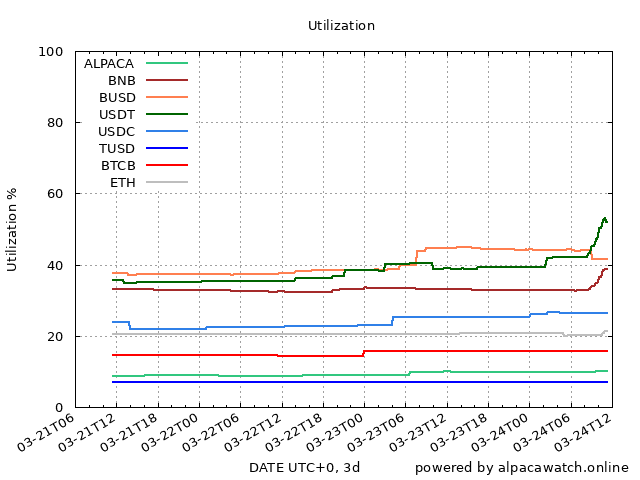 Utilization
100
80
60
40
20
0
Utilization %
ALPACA
BNB
BUSD
USDT
USDC
TUSD
BTCB
ETH
03-21T06
03-21T12
03-21T18
03-22T00
03-22T06
03-22T12
03-22T18
03-23T00
03-23T06
03-23T12
03-23T18
03-24T00
03-24T06
03-24T12
DATE UTC+0, 3d
powered by alpacawatch.online